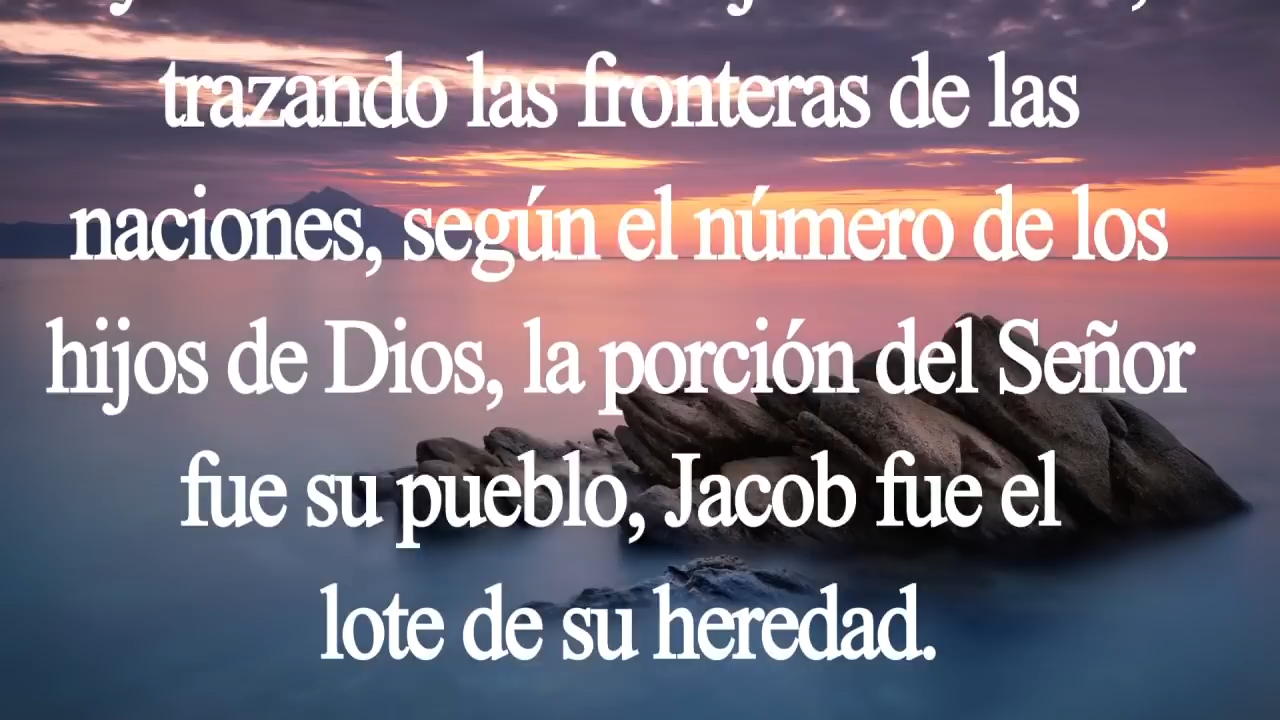 trazando las fronteras de las
naciones, según el número de los
hijos de Dios, la porción del Señor
fue su pueblo, Jacob fue el
lote de su heredad.